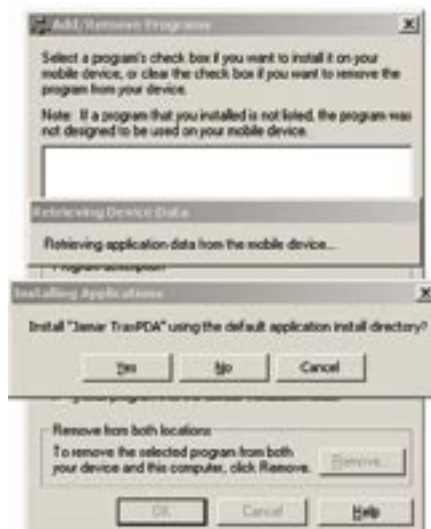 Add/Remove Programs
Select a program's check box if you want to install it on your
mobile device, or clear the check box if you want to remove the
program from your device.
Note: If a program that you installed is not listed, the program was
not designed to be used on your mobile device.
Retrieving Device Data
Retrieving application data from the mobile device...
Program description
Installing Applications
Install "Jamar TraxPDA" using the default application install directory?
Yes
No
Cancel
Remove from both locations
To remove the selected program from both
your device and this computer, click Remove.
Remove...
OK
Cancel
Help